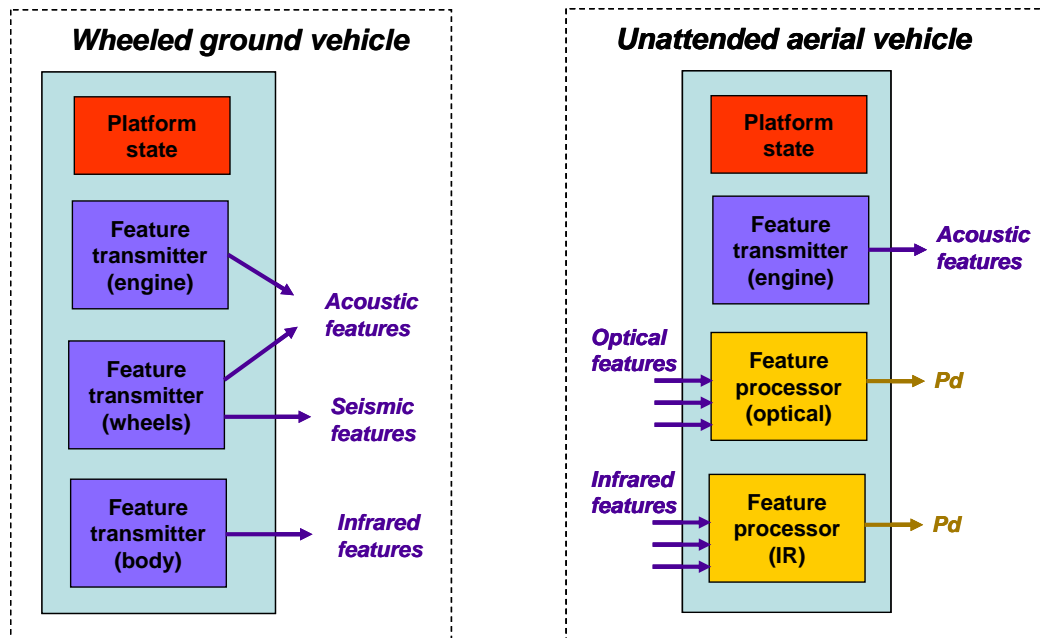 Wheeled ground vehicle
Platform
state
Feature
transmitter
(engine)
Acoustic
features
Feature
transmitter
(wheels)
Seismic
features
Feature
transmitter
(body)
Infrared
features
Unattended aerial vehicle
Platform
state
Feature
transmitter
(engine)
Acoustic
features
Optical
features
Feature
processor
(optical)
Pd
Infrared
features
Feature
processor
(IR)
Pd